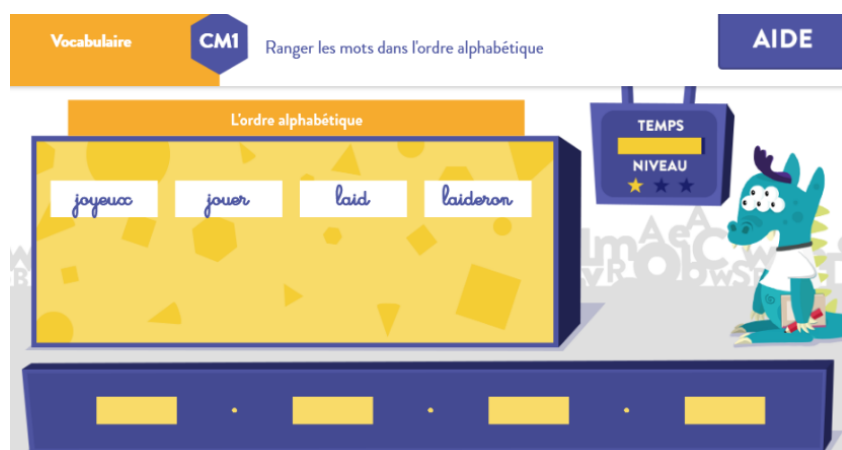 Vocabulaire
CM1
Ranger les mots dans l'ordre alphabétique
AIDE
L'ordre alphabétique
TEMPS
NIVEAU
joyeux
jouer
laid
laideron